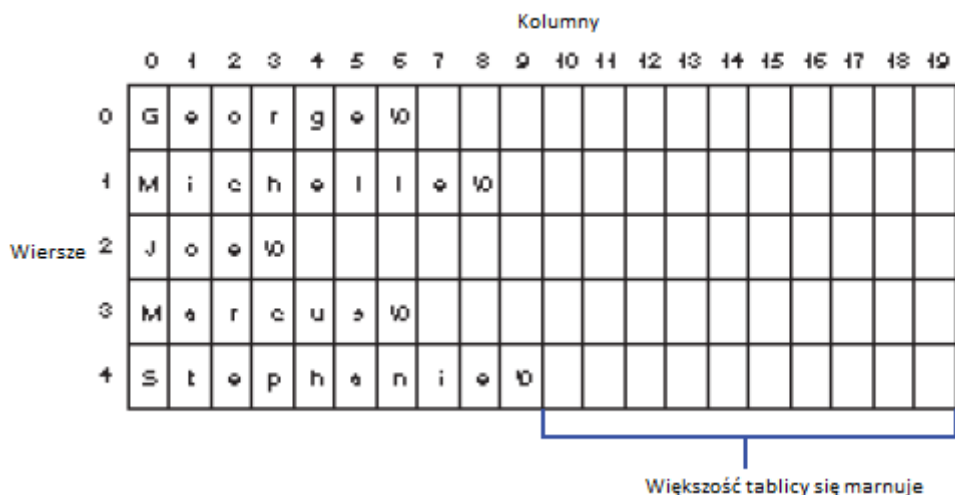 Kolumny
0 1 2 3 4 5 6 7 8 9 10 11 12 13 14 15 16 17 18 19
0 G e o r g e \0
1 M i c h e l l e \0
Wiersze 2 J o e \0
3 M a r c u s \0
4 S t e p h a n i e \0
Większość tablicy się marnuje